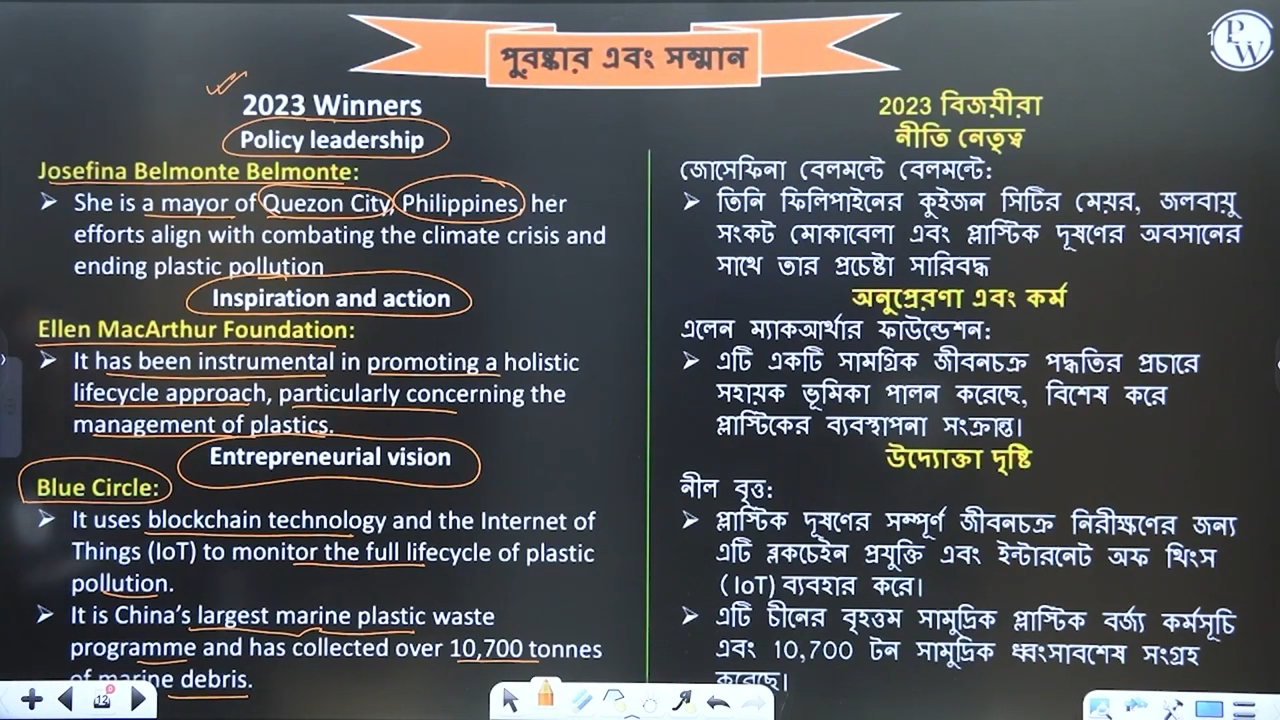 পুরষ্কার এবং সম্মান
PW
2023 Winners
Policy leadership
Josefina Belmonte Belmonte:
➢ She is a mayor of Quezon City, Philippines, her
efforts align with combating the climate crisis and
ending plastic pollution
Inspiration and action
Ellen MacArthur Foundation:
➢ It has been instrumental in promoting a holistic
lifecycle approach, particularly concerning the
management of plastics.
Entrepreneurial vision
Blue Circle:
➢ It uses blockchain technology and the Internet of
Things (IoT) to monitor the full lifecycle of plastic
pollution.
➢ It is China's largest marine plastic waste
programme and has collected over 10,700 tonnes
of marine debris.
2023 বিজয়ীরা
নীতি নেতৃত্ব
জোসেফিনা বেলমন্টে বেলমন্টে:
➢ তিনি ফিলিপাইনের কুইজন সিটির মেয়র, জলবায়ু
সংকট মোকাবেলা এবং প্লাস্টিক দূষণের অবসানের
সাথে তার প্রচেষ্টা সারিবদ্ধ
অনুপ্রেরণা এবং কর্ম
এলেন ম্যাকআর্থার ফাউন্ডেশন:
➢ এটি একটি সামগ্রিক জীবনচক্র পদ্ধতির প্রচারে
সহায়ক ভূমিকা পালন করেছে, বিশেষ করে
প্লাস্টিকের ব্যবস্থাপনা সংক্রান্ত।
উদ্যোক্তা দৃষ্টি
নীল বৃত্ত:
➢ প্লাস্টিক দূষণের সম্পূর্ণ জীবনচক্র নিরীক্ষণের জন্য
এটি ব্লকচেইন প্রযুক্তি এবং ইন্টারনেট অফ থিংস
(IoT) ব্যবহার করে।
➢ এটি চীনের বৃহত্তম সামুদ্রিক প্লাস্টিক বর্জ্য কর্মসূচি
এবং 10,700 টন সামুদ্রিক ধ্বংসাবশেষ সংগ্রহ
করেছে।
12